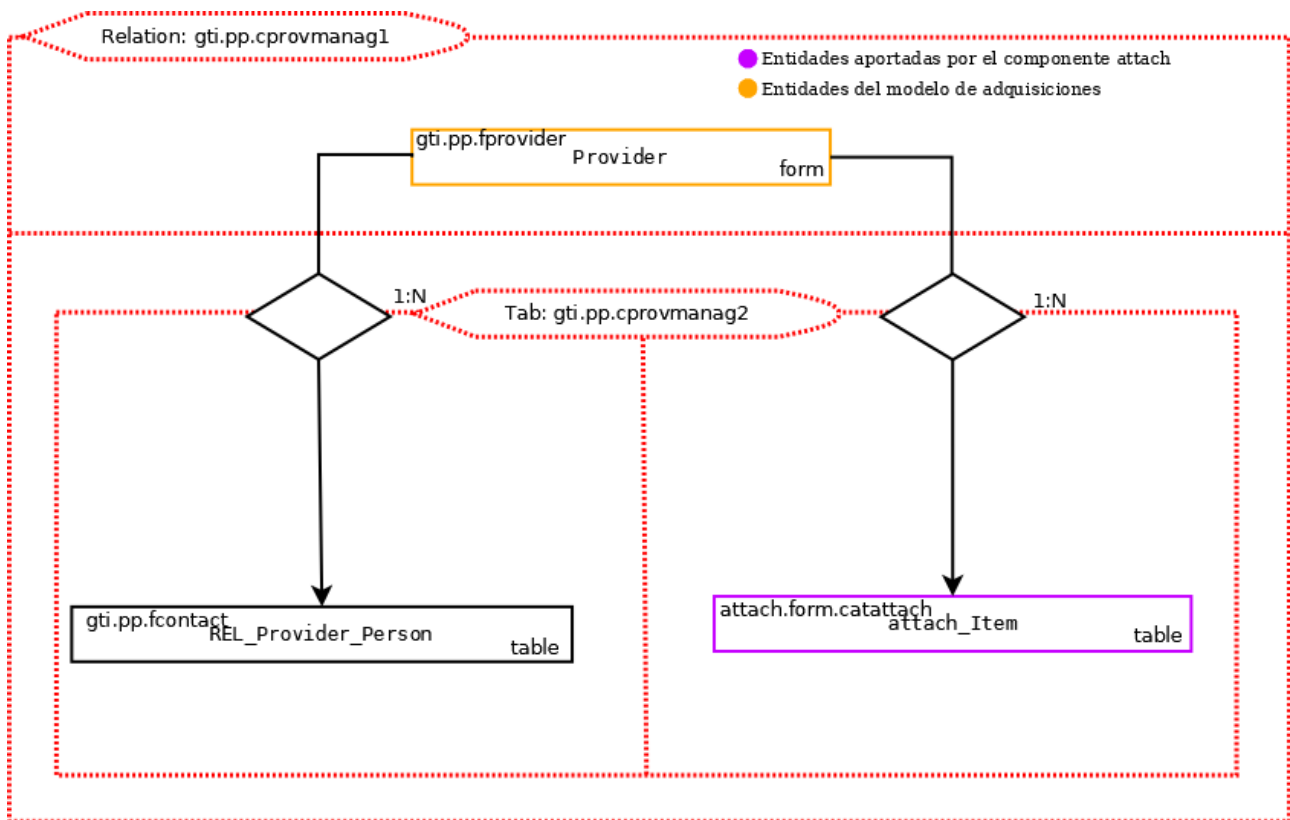 Relation: gti.pp.cprovmanag1
Entidades aportadas por el componente attach
Entidades del modelo de adquisiciones
gti.pp.fprovider
Provider
form
1:N
Tab: gti.pp.cprovmanag2
1:N
gti.pp.fcontact
REL_Provider_Person
table
attach.form.catattach
attach_Item
table